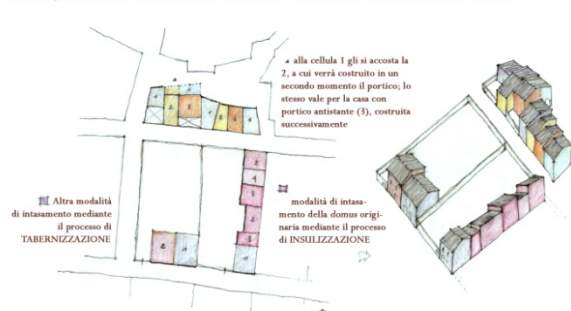 alla cellula 1 gli si accosta la
2, a cui verrà costruito in un
secondo momento il portico; lo
stesso vale per la casa con
portico antistante (3), costruita
successivamente
Altra modalità
di intasamento mediante
il processo di
TABERNIZZAZIONE
modalità di intasa-
mento della domus origi-
naria mediante il processo
di INSULIZZAZIONE